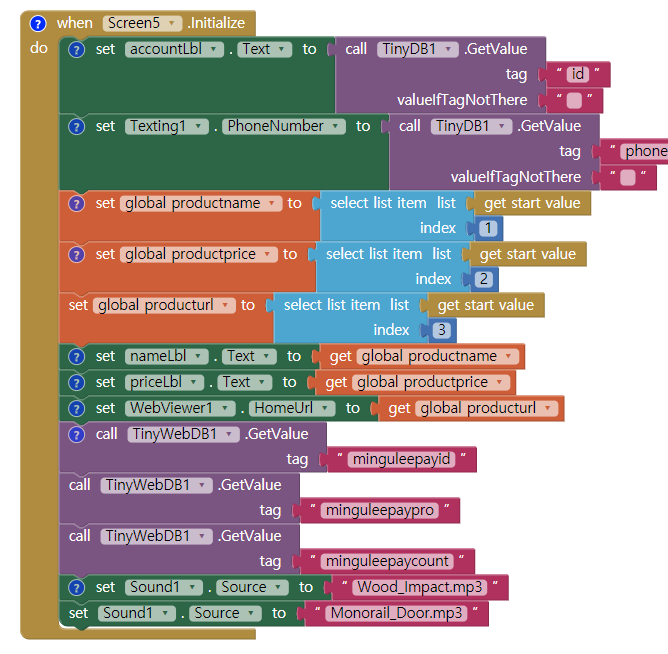 ? when Screen5 .Initialize
do ? set accountLbl . Text to call TinyDB1 .GetValue
tag " id "
valueIfTagNotThere " "
? set Texting1 . PhoneNumber to call TinyDB1 .GetValue
tag " phone
valueIfTagNotThere " "
? set global productname to select list item list get start value
index 1
? set global productprice to select list item list get start value
index 2
set global producturl to select list item list get start value
index 3
? set nameLbl . Text to get global productname
? set priceLbl . Text to get global productprice
? set WebViewer1 . HomeUrl to get global producturl
? call TinyWebDB1 .GetValue
tag " minguleepayid "
call TinyWebDB1 .GetValue
tag " minguleepaypro "
call TinyWebDB1 .GetValue
tag " minguleepaycount "
? set Sound1 . Source to " Wood_Impact.mp3 "
set Sound1 . Source to " Monorail_Door.mp3 "